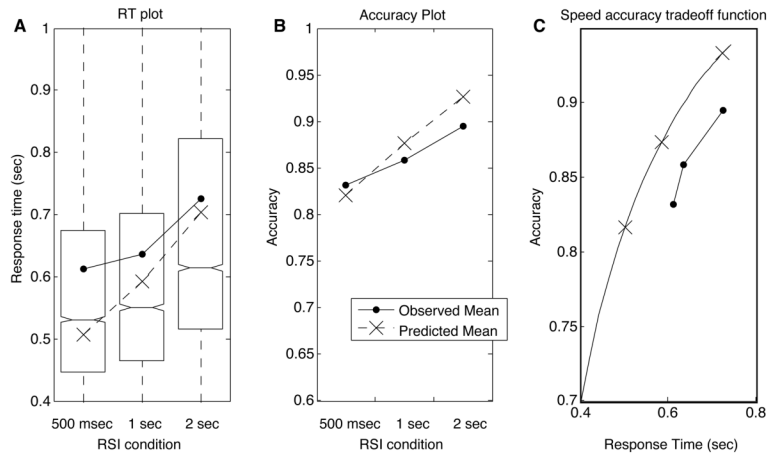 A
RT plot
1
0.9
0.8
0.7
0.6
0.5
0.4
Response time (sec)
500 msec
1 sec
2 sec
RSI condition
B
Accuracy Plot
1
0.95
0.9
0.85
0.8
0.75
0.7
0.65
0.6
Accuracy
Observed Mean
Predicted Mean
500 msec
1 sec
2 sec
RSI condition
C
Speed accuracy tradeoff function
0.9
0.85
0.8
0.75
0.7
Accuracy
0.4
0.6
0.8
Response Time (sec)